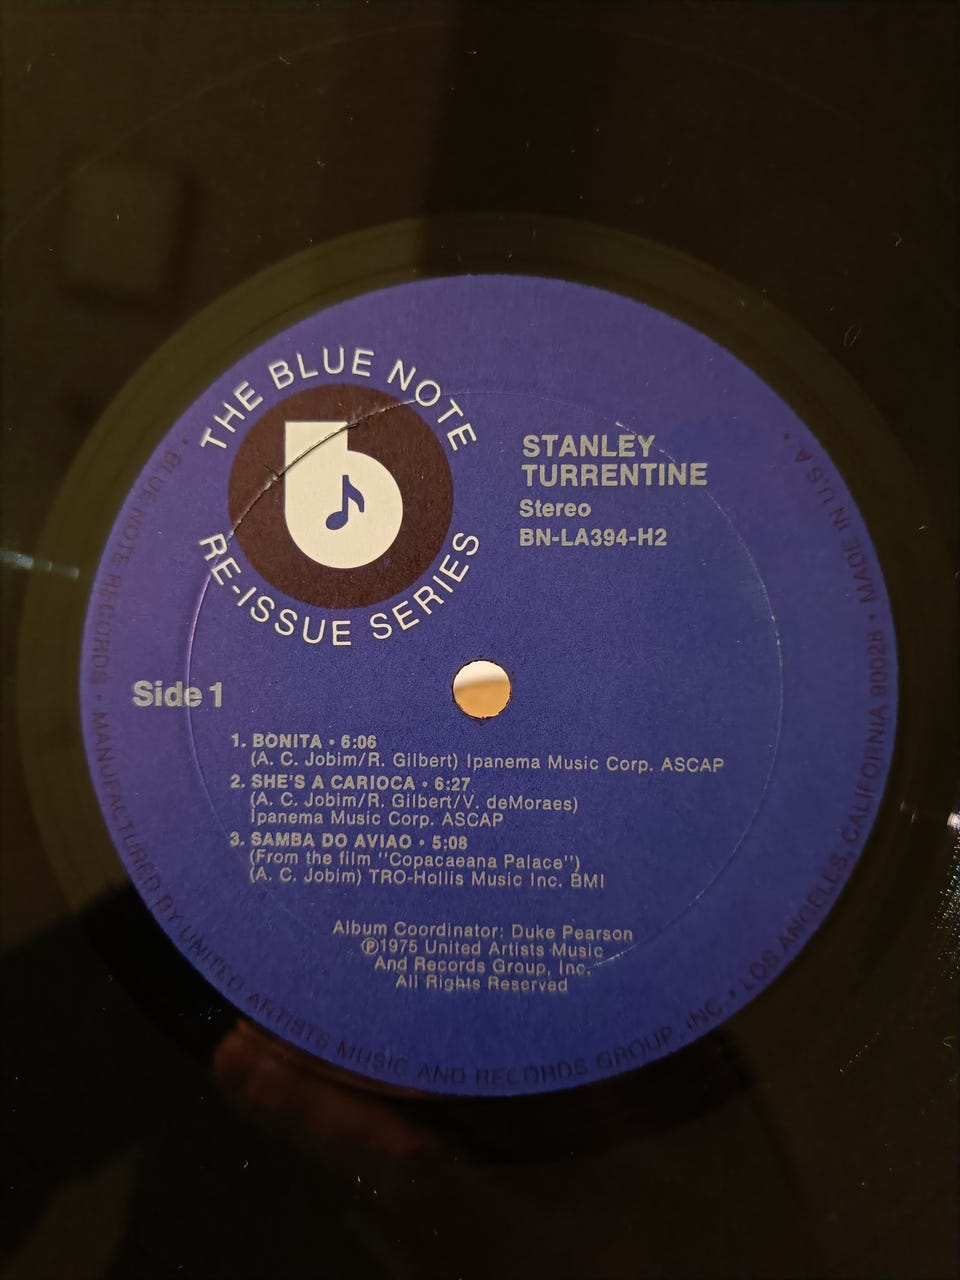 THE BLUE NOTE
RE-ISSUE SERIES
STANLEY
TURRENTINE
Stereo
BN-LA394-H2
Side 1
1. BONITA • 6:06
(A. C. Jobim/R. Gilbert) Ipanema Music Corp. ASCAP
2. SHE'S A CARIOCA • 6:27
(A. C. Jobim/R. Gilbert/V. deMoraes)
Ipanema Music Corp. ASCAP
3. SAMBA DO AVIAO • 5:08
(From the film "Copacaeana Palace")
(A. C. Jobim) TRO-Hollis Music Inc. BMI
Album Coordinator: Duke Pearson
℗1975 United Artists Music
And Records Group, Inc.
All Rights Reserved
• BLUE NOTE RECORDS • MANUFACTURED BY UNITED ARTISTS MUSIC AND RECORDS GROUP, INC. • LOS ANGELES, CALIFORNIA 90028 • MADE IN U.S.A •